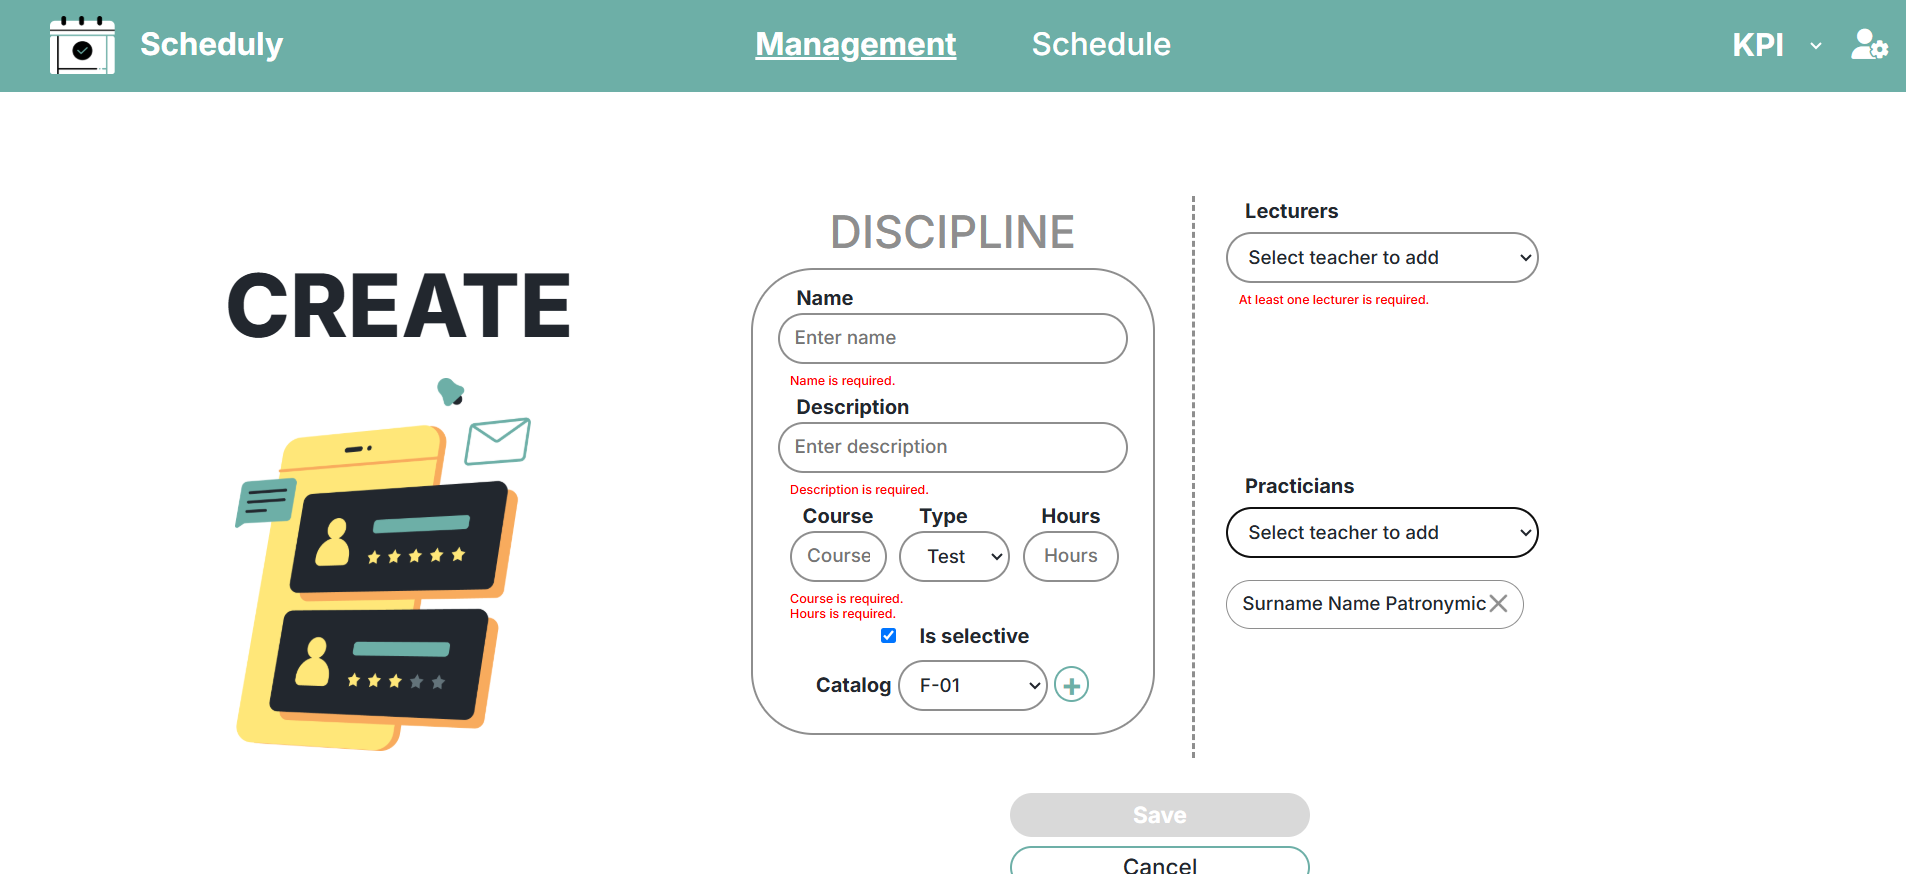 Scheduly
Management
Schedule
KPI
CREATE
DISCIPLINE
Name
Enter name
Name is required.
Description
Enter description
Description is required.
Course Type Hours
Course Test Hours
Course is required.
Hours is required.
Is selective
Catalog F-01
Lecturers
Select teacher to add
At least one lecturer is required.
Practicians
Select teacher to add
Surname Name Patronymic
Save
Cancel